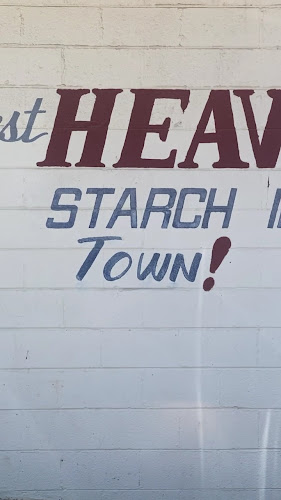 est HEAV
STARCH I
Town!